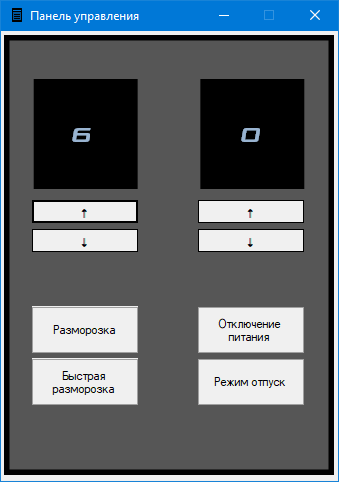 Панель управления
6 0
↑ ↑
↓ ↓
Разморозка
Отключение
питания
Быстрая
разморозка
Режим отпуск